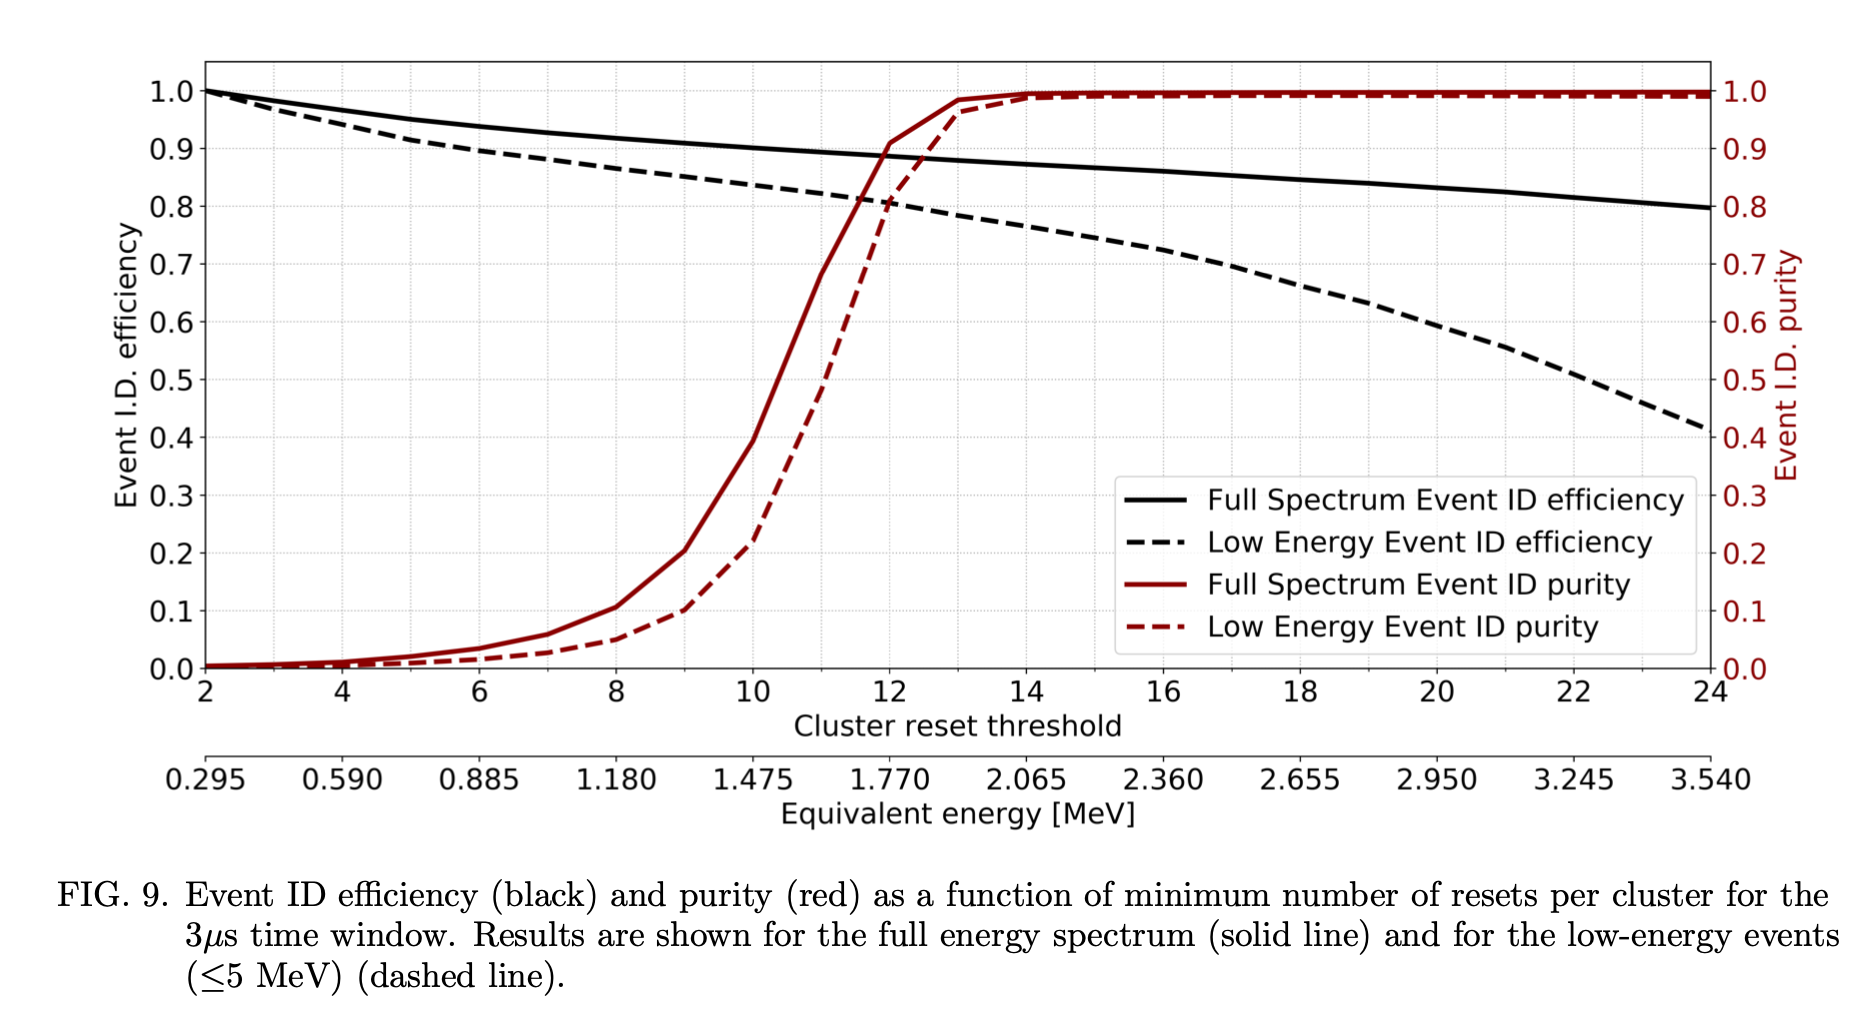 1.0
0.9
0.8
0.7
0.6
0.5
0.4
0.3
0.2
0.1
0.0
Event I.D. efficiency
1.0
0.9
0.8
0.7
0.6
0.5
0.4
0.3
0.2
0.1
0.0
Event I.D. purity
Full Spectrum Event ID efficiency
Low Energy Event ID efficiency
Full Spectrum Event ID purity
Low Energy Event ID purity
2 4 6 8 10 12 14 16 18 20 22 24
Cluster reset threshold
0.295 0.590 0.885 1.180 1.475 1.770 2.065 2.360 2.655 2.950 3.245 3.540
Equivalent energy [MeV]
FIG. 9. Event ID efficiency (black) and purity (red) as a function of minimum number of resets per cluster for the
3μs time window. Results are shown for the full energy spectrum (solid line) and for the low-energy events
(≤5 MeV) (dashed line).